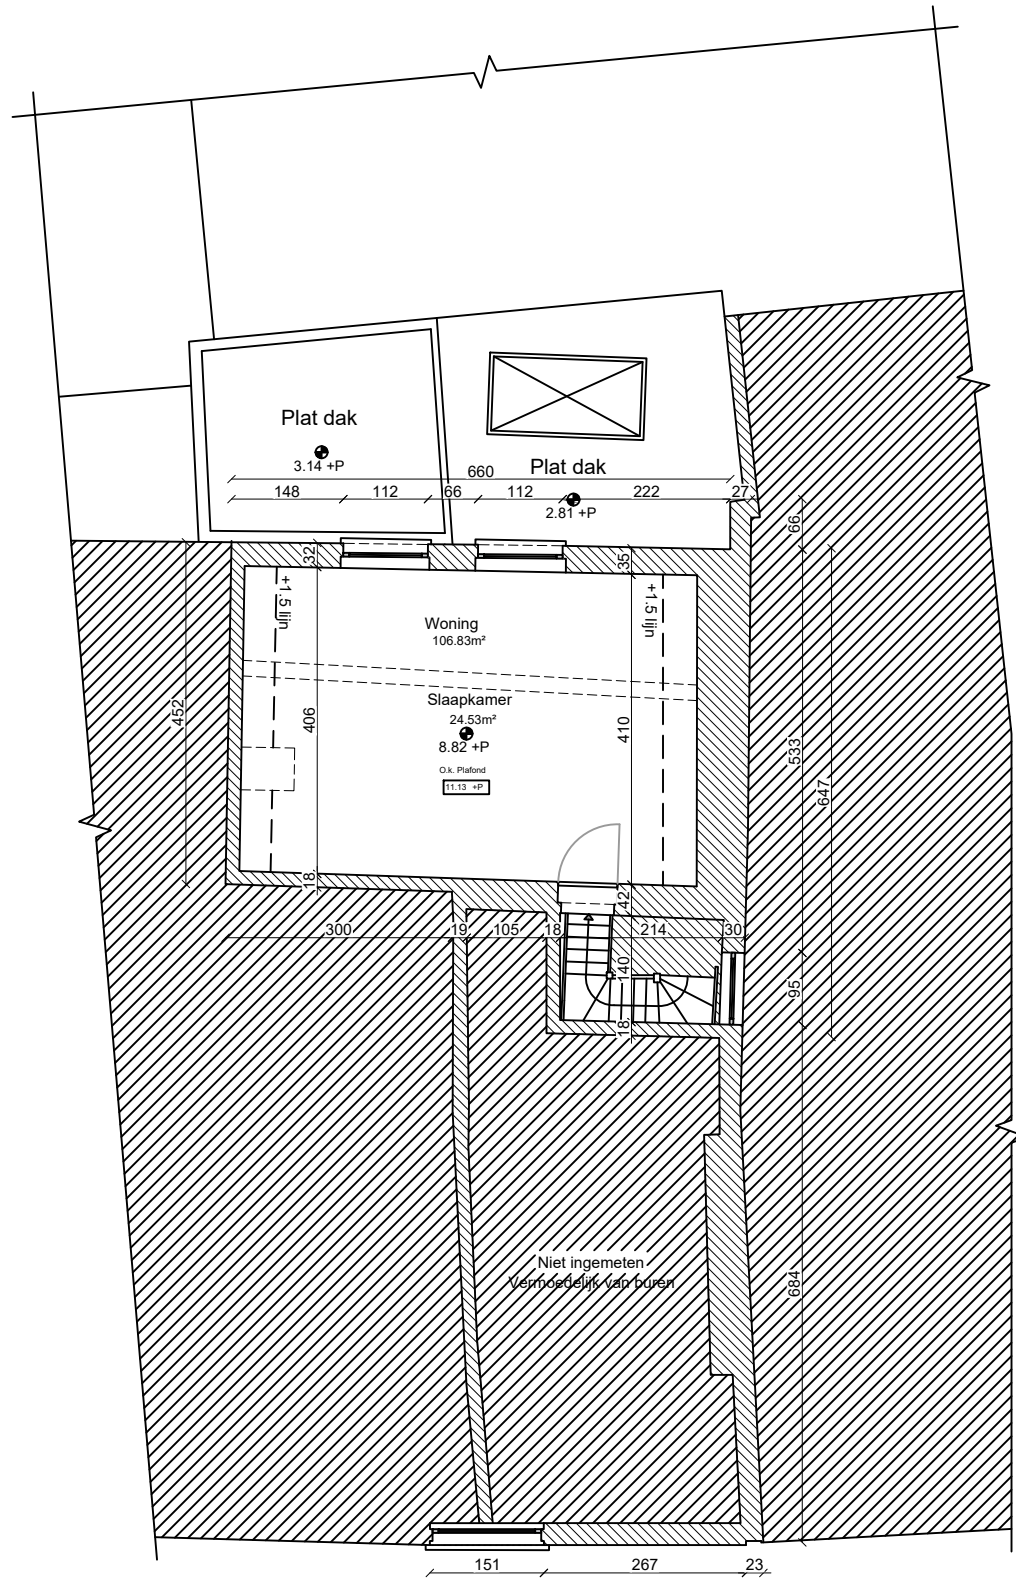 Plat dak
3.14 +P
Plat dak
2.81 +P
660
148
112
66
112
222
27
66
32
35
+1.5 lijn
+1.5 lijn
Woning
106.83m²
Slaapkamer
24.53m²
8.82 +P
O.k. Plafond
11.13 +P
452
406
410
533
647
18
42
300
19
105
18
214
30
140
95
18
Niet ingemeten
Vermoedelijk van buren
684
151
267
23